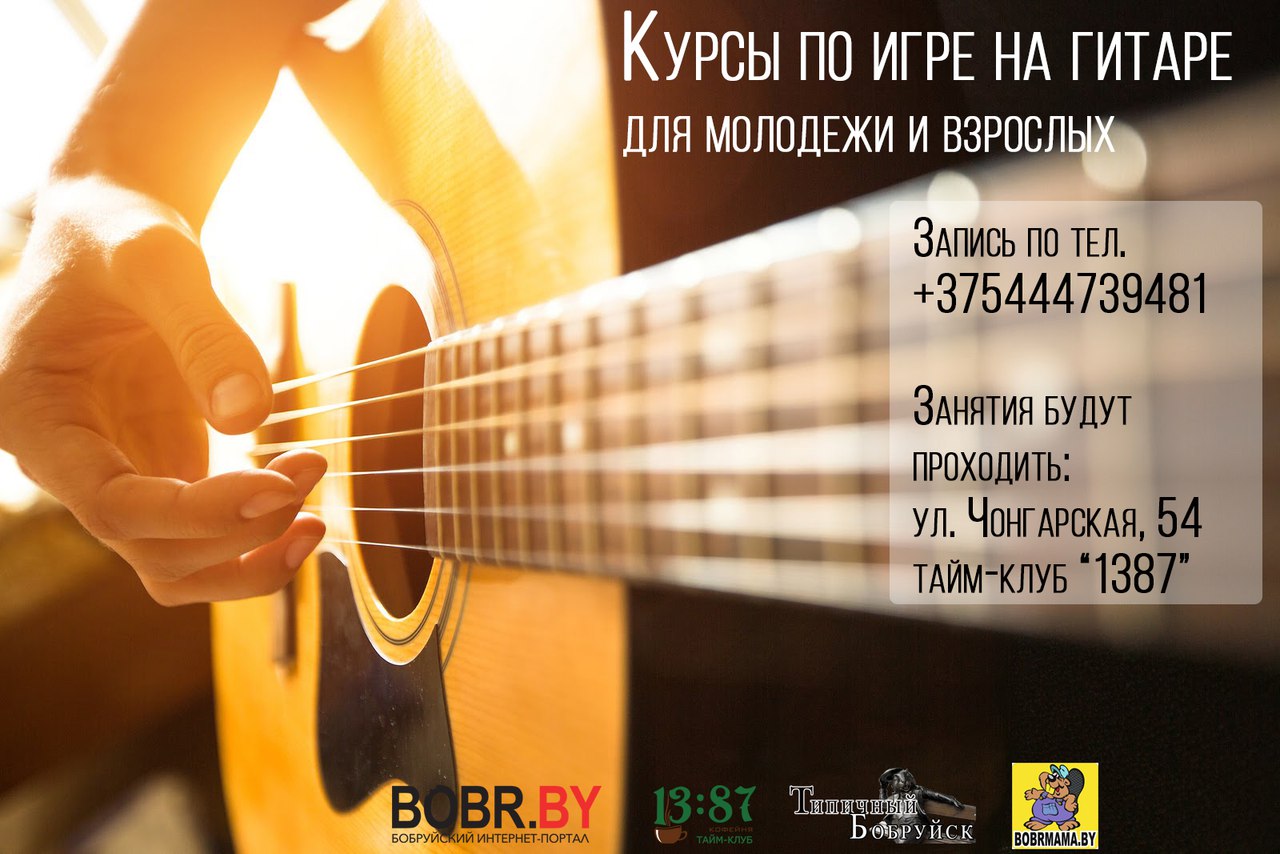 Курсы по игре на гитаре
для молодежи и взрослых
Запись по тел.
+375444739481
Занятия будут
проходить:
ул. Чонгарская, 54
тайм-клуб “1387”
BOBR.BY
БОБРУЙСКИЙ ИНТЕРНЕТ-ПОРТАЛ
13:87
КОФЕЙНЯ
ТАЙМ-КЛУБ
Типичный
Бобруйск
BOBRMAMA.BY